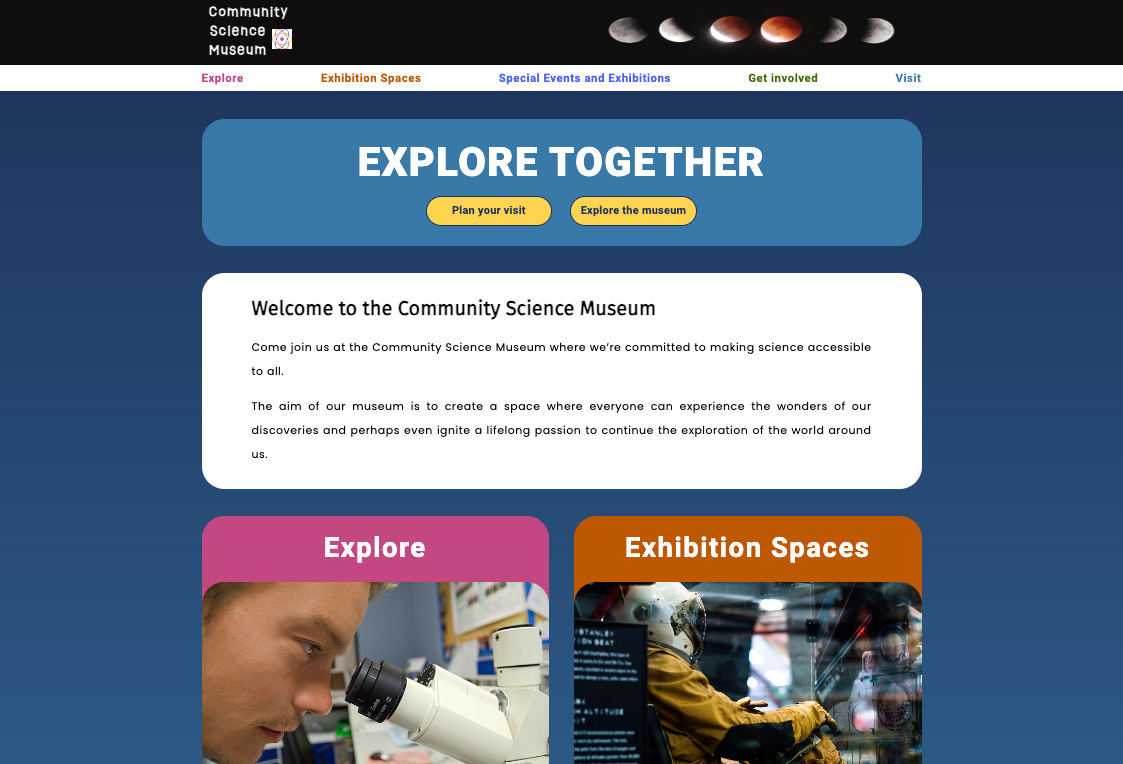 Community
Science
Museum
Explore
Exhibition Spaces
Special Events and Exhibitions
Get involved
Visit
EXPLORE TOGETHER
Plan your visit
Explore the museum
Welcome to the Community Science Museum
Come join us at the Community Science Museum where we’re committed to making science accessible
to all.
The aim of our museum is to create a space where everyone can experience the wonders of our
discoveries and perhaps even ignite a lifelong passion to continue the exploration of the world around
us.
Explore
Exhibition Spaces
/STANLEY
ION SEAT
M ALTITUDE